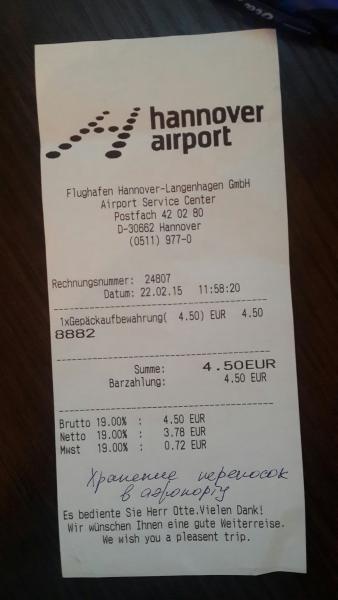 hannover
airport
Flughafen Hannover-Langenhagen GmbH
Airport Service Center
Postfach 42 02 80
D-30662 Hannover
(0511) 977-0
Rechnungsnummer: 24807
Datum: 22.02.15 11:58:20
1xGepäckaufbewahrung( 4.50) EUR 4.50
8882
Summe: 4.50EUR
Barzahlung: 4.50 EUR
Brutto 19.00% : 4.50 EUR
Netto 19.00% : 3.78 EUR
Mwst 19.00% : 0.72 EUR
Хранение переносок
в аэропорту
Es bediente Sie Herr Otte.Vielen Dank!
Wir wünschen Ihnen eine gute Weiterreise.
We wish you a pleasent trip.